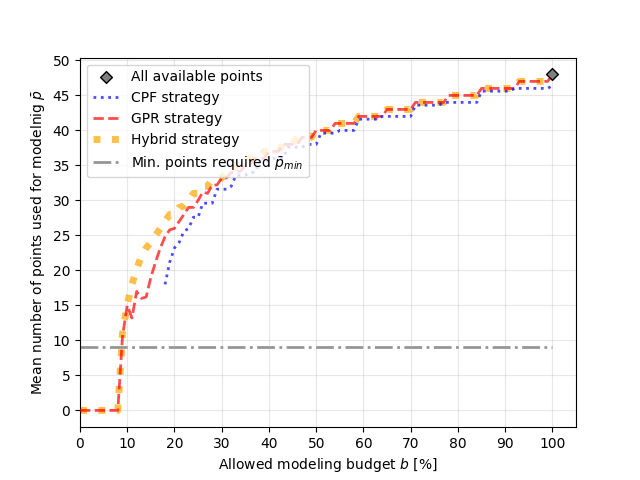 50
45
40
35
30
25
20
15
10
5
0
Mean number of points used for modelnig p̄
All available points
CPF strategy
GPR strategy
Hybrid strategy
Min. points required p̄min
0 10 20 30 40 50 60 70 80 90 100
Allowed modeling budget b [%]